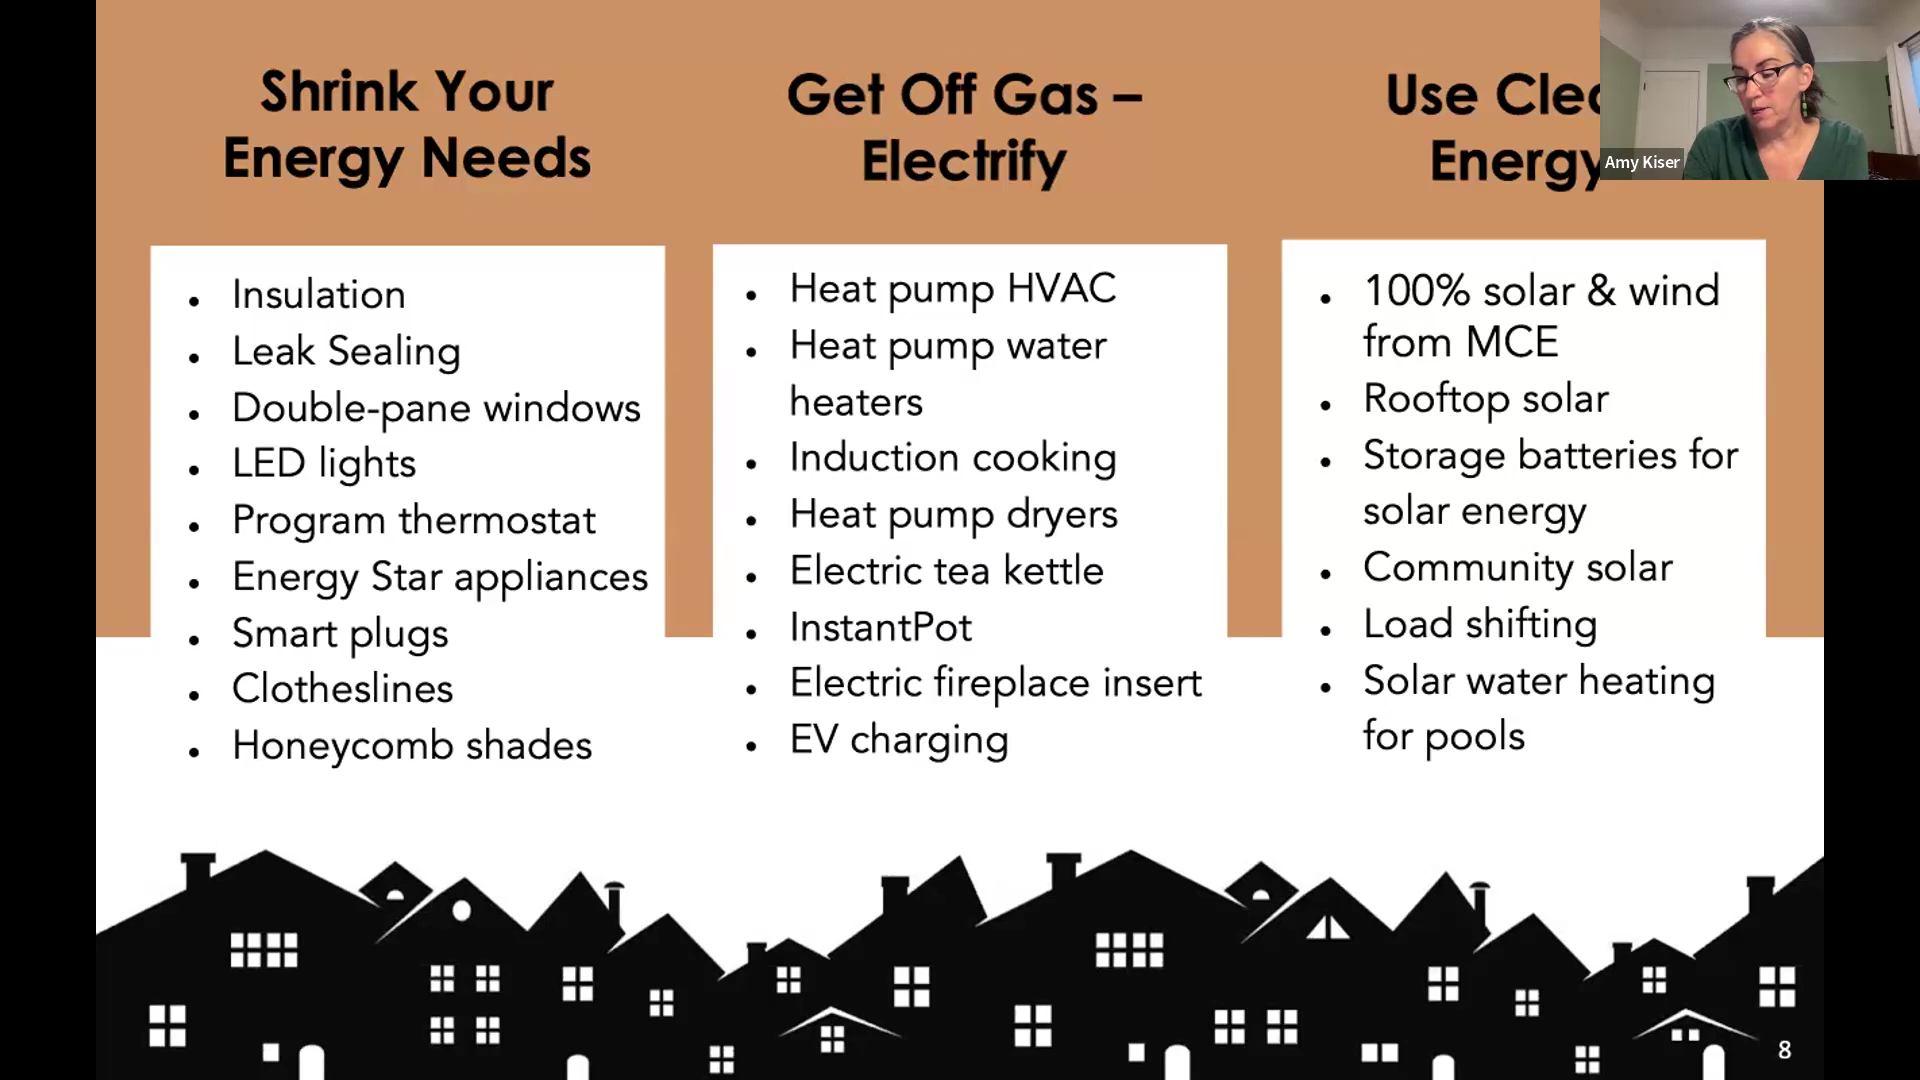 Shrink Your
Energy Needs
Insulation
Leak Sealing
Double-pane windows
LED lights
Program thermostat
Energy Star appliances
Smart plugs
Clotheslines
Honeycomb shades
Get Off Gas –
Electrify
Heat pump HVAC
Heat pump water
heaters
Induction cooking
Heat pump dryers
Electric tea kettle
InstantPot
Electric fireplace insert
EV charging
Use
Energy
100% solar & wind
from MCE
Rooftop solar
Storage batteries for
solar energy
Community solar
Load shifting
Solar water heating
for pools
Amy Kiser
8